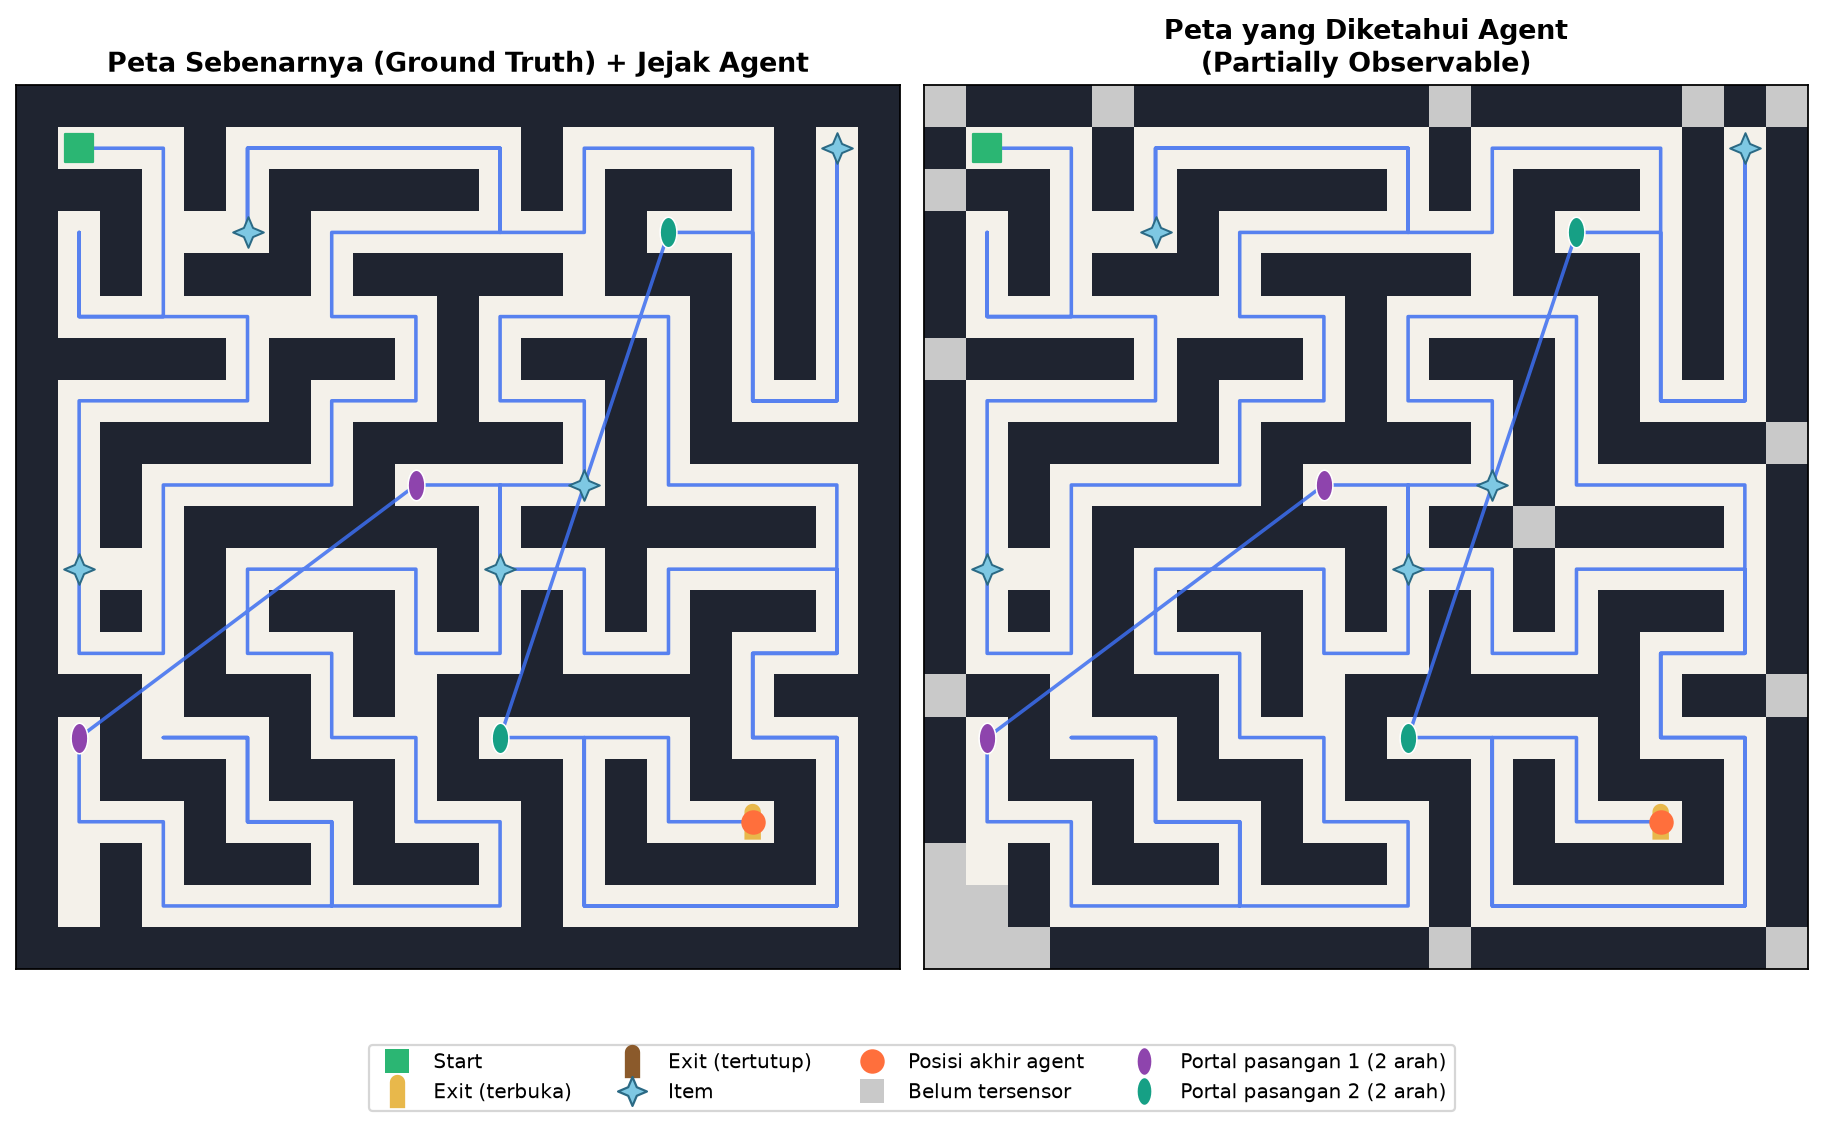 Peta Sebenarnya (Ground Truth) + Jejak Agent
Peta yang Diketahui Agent
(Partially Observable)
Start
Exit (terbuka)
Exit (tertutup)
Item
Posisi akhir agent
Belum tersensor
Portal pasangan 1 (2 arah)
Portal pasangan 2 (2 arah)